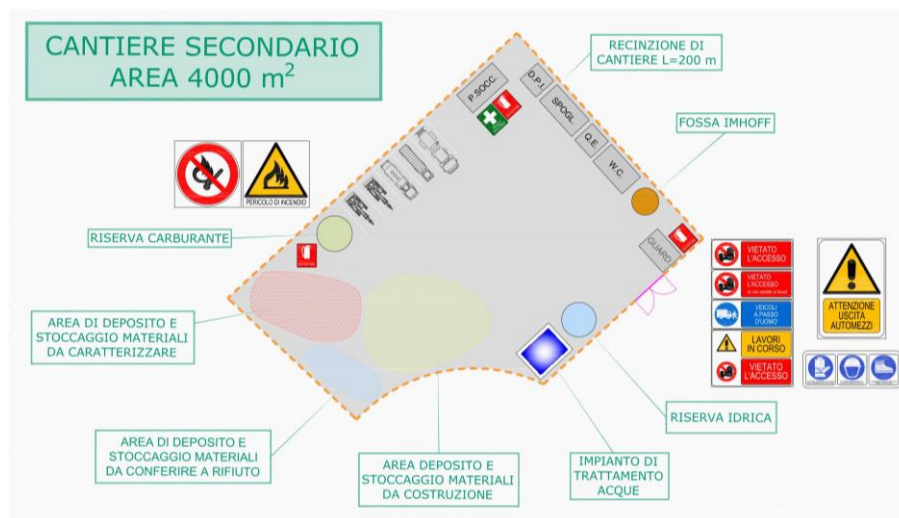 CANTIERE SECONDARIO
AREA 4000 m²
RECINZIONE DI
CANTIERE L=200 m
P.SOCC.
D.P.I.
SPOGL.
Q.E.
W.C.
FOSSA IMHOFF
PERICOLO DI INCENDIO
RISERVA CARBURANTE
GUARD.
VIETATO
L'ACCESSO
VIETATO
L'ACCESSO
VEICOLI
A PASSO
D'UOMO
LAVORI
IN CORSO
VIETATO
L'ACCESSO
ATTENZIONE
USCITA
AUTOMEZZI
AREA DI DEPOSITO E
STOCCAGGIO MATERIALI
DA CARATTERIZZARE
RISERVA IDRICA
AREA DI DEPOSITO E
STOCCAGGIO MATERIALI
DA CONFERIRE A RIFIUTO
AREA DEPOSITO E
STOCCAGGIO MATERIALI
DA COSTRUZIONE
IMPIANTO DI
TRATTAMENTO
ACQUE